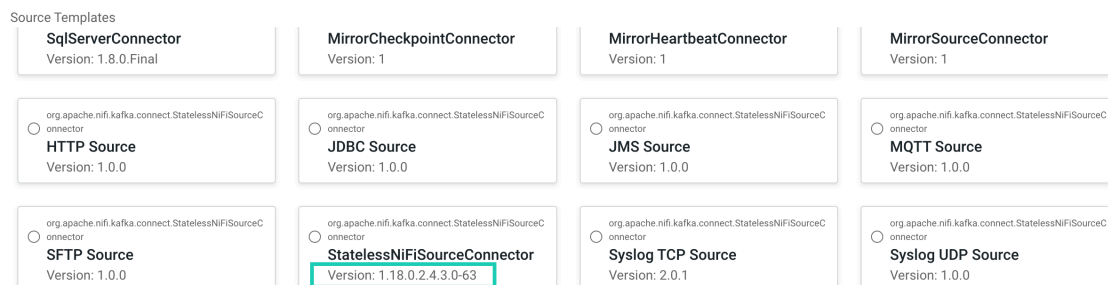 Source Templates
SqlServerConnector
Version: 1.8.0.Final
MirrorCheckpointConnector
Version: 1
MirrorHeartbeatConnector
Version: 1
MirrorSourceConnector
Version: 1
org.apache.nifi.kafka.connect.StatelessNiFiSourceC
onnector
HTTP Source
Version: 1.0.0
org.apache.nifi.kafka.connect.StatelessNiFiSourceC
onnector
JDBC Source
Version: 1.0.0
org.apache.nifi.kafka.connect.StatelessNiFiSourceC
onnector
JMS Source
Version: 1.0.0
org.apache.nifi.kafka.connect.StatelessNiFiSourceC
onnector
MQTT Source
Version: 1.0.0
org.apache.nifi.kafka.connect.StatelessNiFiSourceC
onnector
SFTP Source
Version: 1.0.0
org.apache.nifi.kafka.connect.StatelessNiFiSourceC
onnector
StatelessNiFiSourceConnector
Version: 1.18.0.2.4.3.0-63
org.apache.nifi.kafka.connect.StatelessNiFiSourceC
onnector
Syslog TCP Source
Version: 2.0.1
org.apache.nifi.kafka.connect.StatelessNiFiSourceC
onnector
Syslog UDP Source
Version: 1.0.0